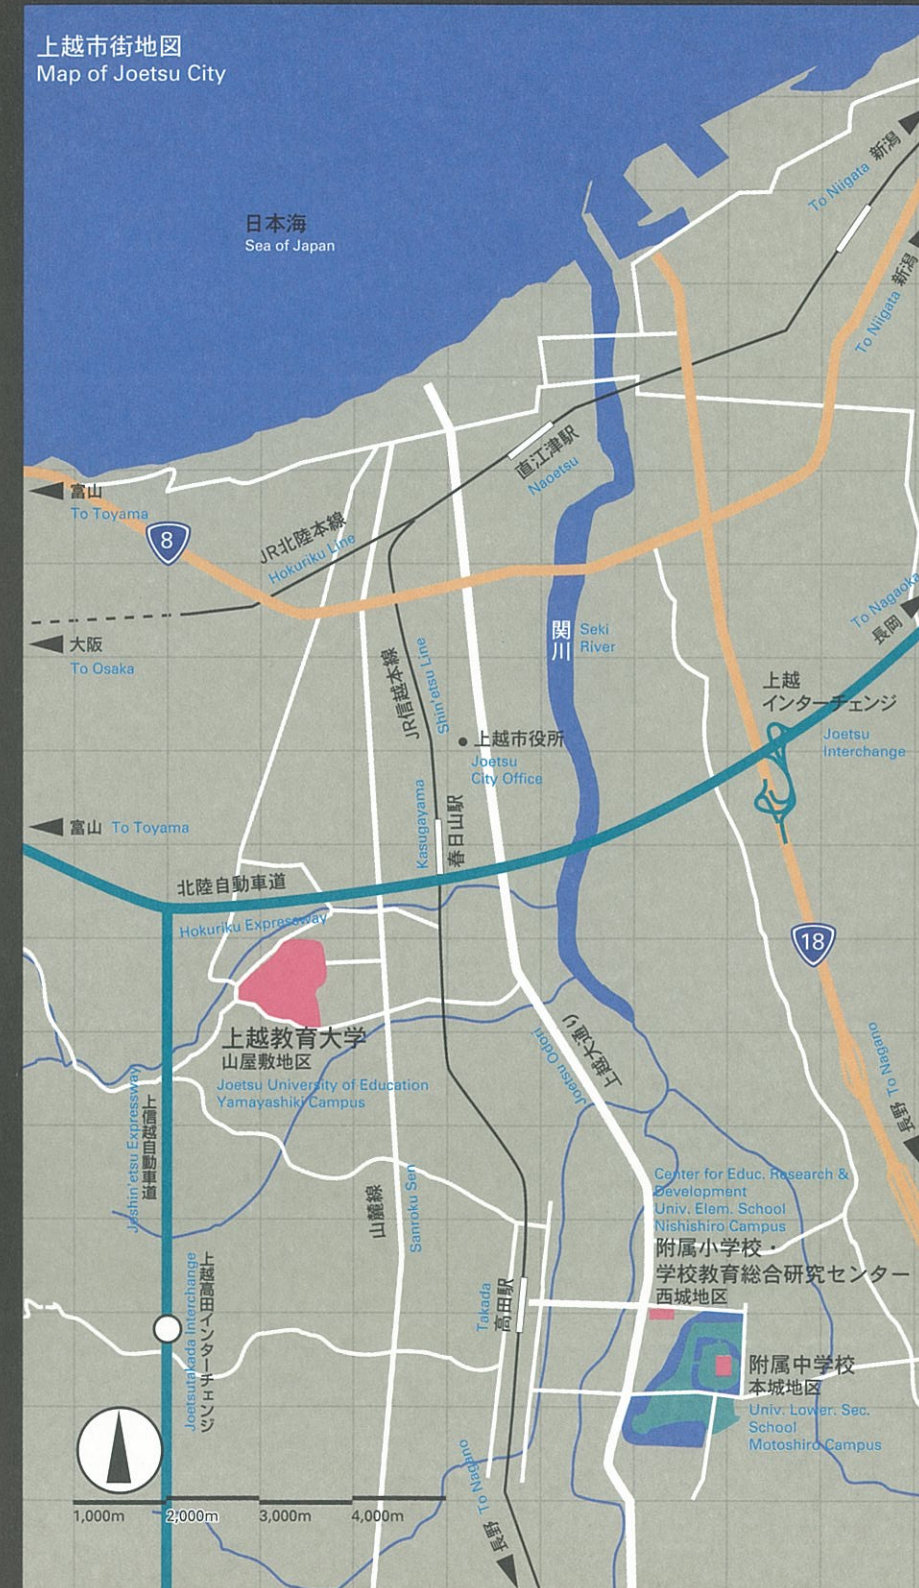 上越市街地図
Map of Joetsu City
日本海
Sea of Japan
To Niigata 新潟
To Niigata 新潟
直江津駅
Naoetsu
富山
To Toyama
8
JR北陸本線
Hokuriku Line
大阪
To Osaka
関川
Seki
River
To Nagaoka
長岡
JR信越本線
Shin'etsu Line
上越
インターチェンジ
Joetsu
Interchange
上越市役所
Joetsu
City Office
Kasugayama
春日山駅
富山 To Toyama
北陸自動車道
Hokuriku Expressway
18
上越教育大学
山屋敷地区
Joetsu University of Education
Yamayashiki Campus
Joetsu Odori
上越大通り
長野 To Nagano
Joshin'etsu Expressway
上信越自動車道
山麓線
Sanroku Sen
Center for Educ. Research &
Development
Univ. Elem. School
Nishishiro Campus
附属小学校・
学校教育総合研究センター
西城地区
Takada
高田駅
Joetsutakada Interchange
上越高田インターチェンジ
附属中学校
本城地区
Univ. Lower. Sec.
School
Motoshiro Campus
長野 To Nagano
1,000m 2,000m 3,000m 4,000m